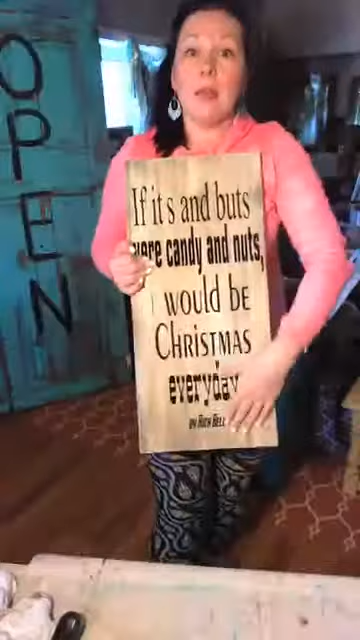 OPEN
If it's and buts
were candy and nuts,
I would be
CHRISTMAS
everyday